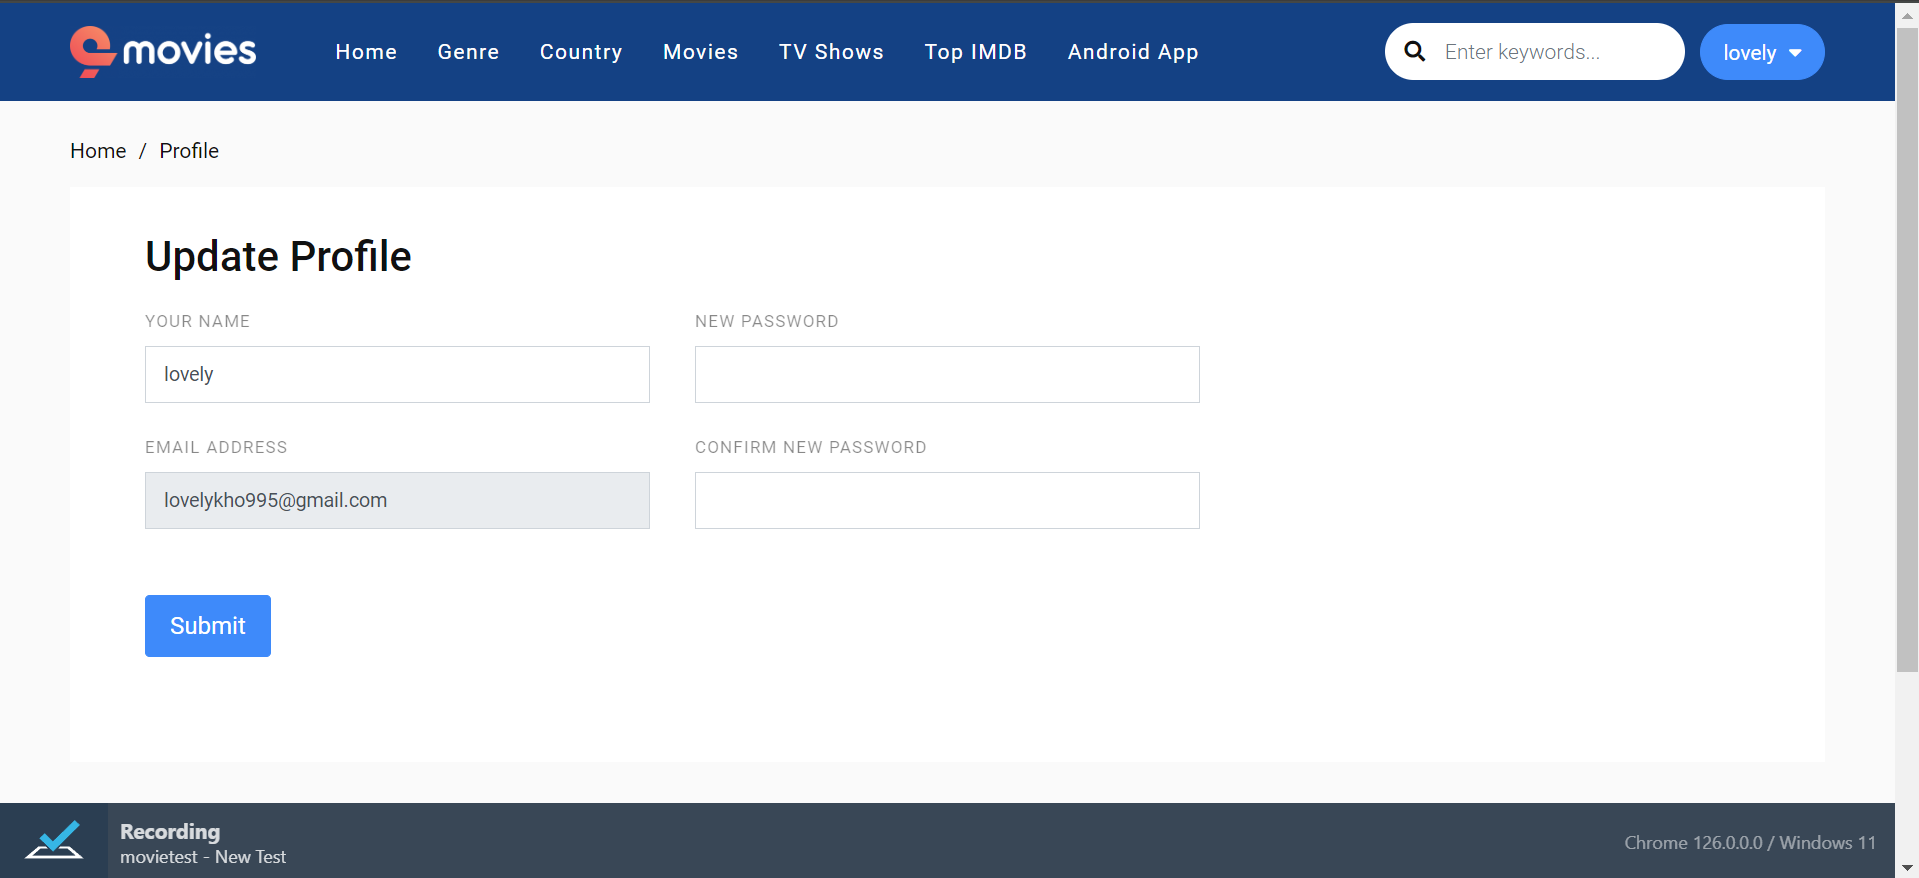 movies
Home Genre Country Movies TV Shows Top IMDB Android App
Enter keywords...
lovely
Home / Profile
Update Profile
YOUR NAME
NEW PASSWORD
lovely
EMAIL ADDRESS
CONFIRM NEW PASSWORD
lovelykho995@gmail.com
Submit
Recording
movietest - New Test
Chrome 126.0.0.0 / Windows 11